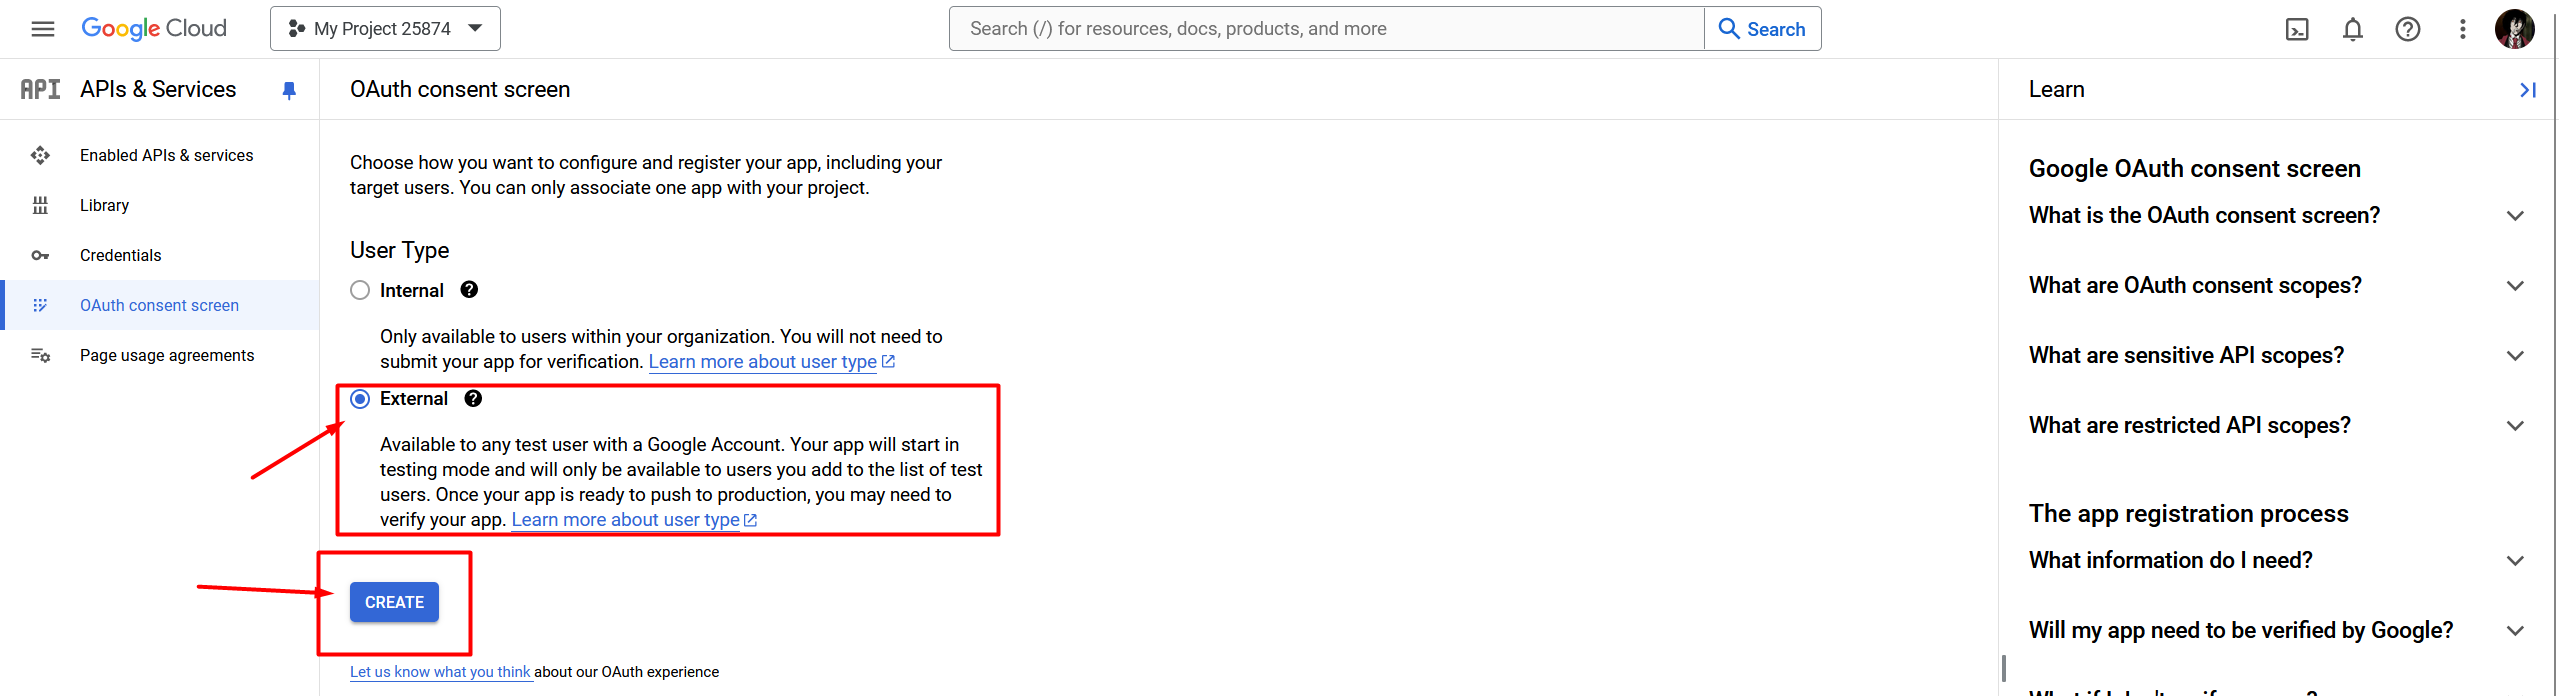 Google Cloud
My Project 25874
Search (/) for resources, docs, products, and more
Search
API
APIs & Services
Enabled APIs & services
Library
Credentials
OAuth consent screen
Page usage agreements
OAuth consent screen
Choose how you want to configure and register your app, including your
target users. You can only associate one app with your project.
User Type
Internal
Only available to users within your organization. You will not need to
submit your app for verification. Learn more about user type
External
Available to any test user with a Google Account. Your app will start in
testing mode and will only be available to users you add to the list of test
users. Once your app is ready to push to production, you may need to
verify your app. Learn more about user type
CREATE
Let us know what you think about our OAuth experience
Learn
Google OAuth consent screen
What is the OAuth consent screen?
What are OAuth consent scopes?
What are sensitive API scopes?
What are restricted API scopes?
The app registration process
What information do I need?
Will my app need to be verified by Google?